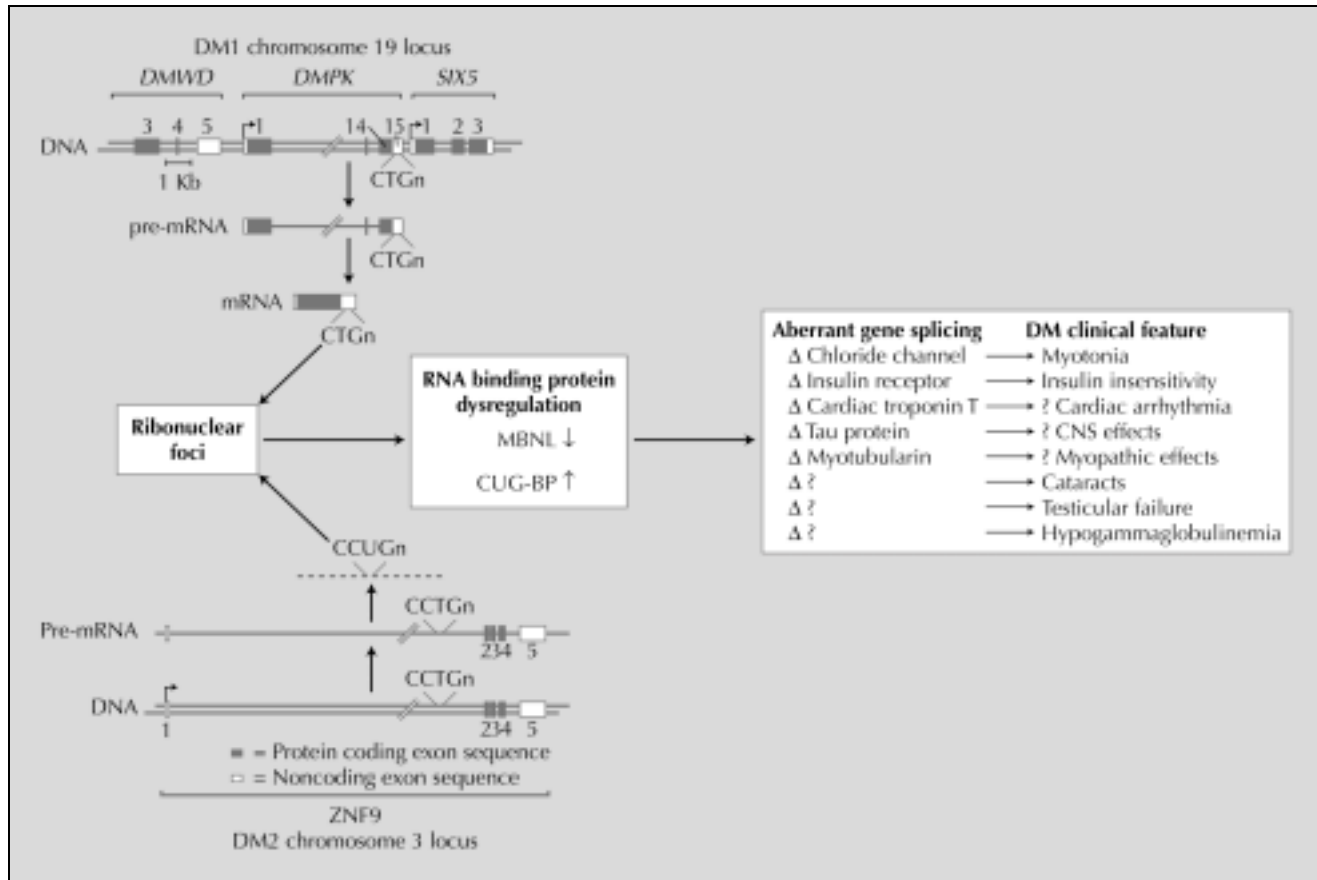 DM1 chromosome 19 locus
DMWD DMPK SIX5
3 4 5 1 14 15 1 2 3
DNA
1 Kb
CTGn
pre-mRNA
CTGn
mRNA
CTGn
Ribonuclear
foci
RNA binding protein
dysregulation
MBNL ↓
CUG-BP ↑
Aberrant gene splicing DM clinical feature
Δ Chloride channel → Myotonia
Δ Insulin receptor → Insulin insensitivity
Δ Cardiac troponin T → ? Cardiac arrhythmia
Δ Tau protein → ? CNS effects
Δ Myotubularin → ? Myopathic effects
Δ ? → Cataracts
Δ ? → Testicular failure
Δ ? → Hypogammaglobulinemia
CCUGn
CCTGn
Pre-mRNA
234 5
CCTGn
DNA
1 234 5
= Protein coding exon sequence
= Noncoding exon sequence
ZNF9
DM2 chromosome 3 locus